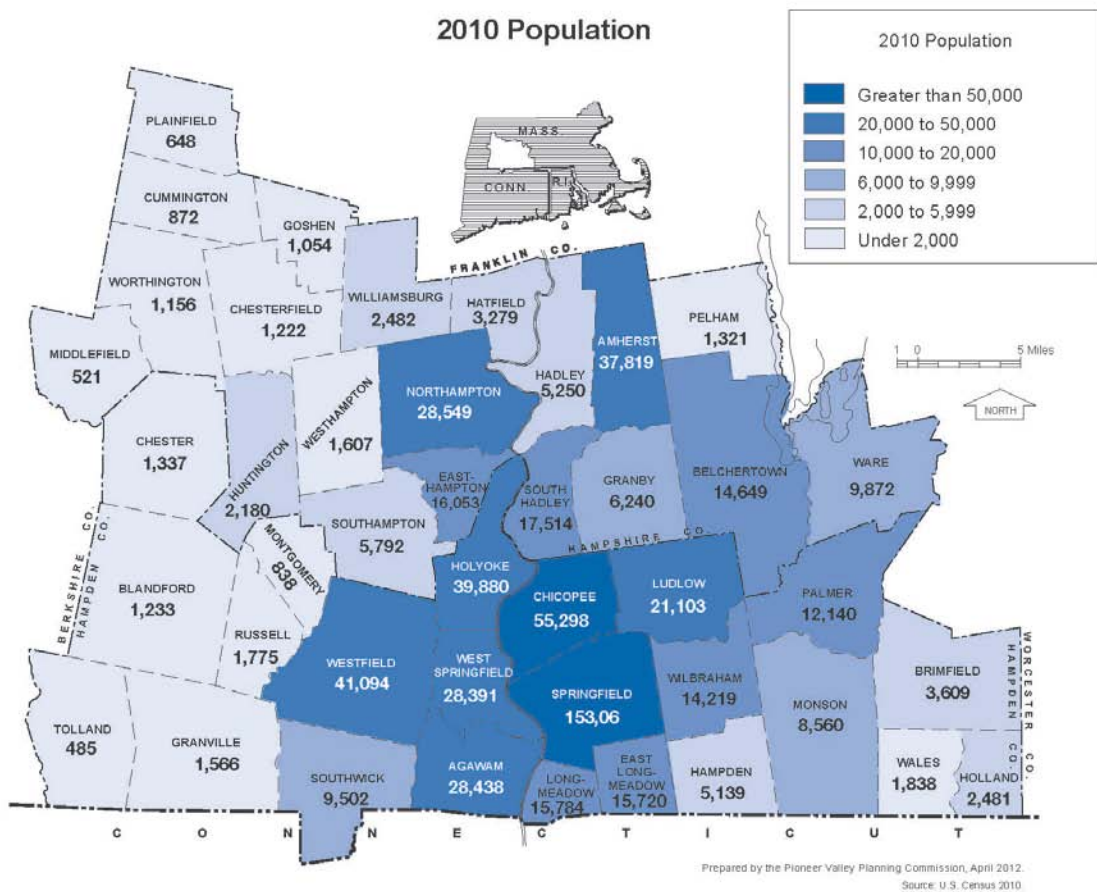 2010 Population
2010 Population
Greater than 50,000
20,000 to 50,000
10,000 to 20,000
6,000 to 9,999
2,000 to 5,999
Under 2,000
MASS.
CONN.
R.I.
PLAINFIELD
648
CUMMINGTON
872
GOSHEN
1,054
FRANKLIN CO.
WORTHINGTON
1,156
CHESTERFIELD
1,222
WILLIAMSBURG
2,482
HATFIELD
3,279
PELHAM
1,321
AMHERST
37,819
MIDDLEFIELD
521
HADLEY
5,250
1 0 5 Miles
NORTH
NORTHAMPTON
28,549
WESTHAMPTON
1,607
CHESTER
1,337
HUNTINGTON
2,180
EAST-
HAMPTON
16,053
SOUTH
HADLEY
17,514
GRANBY
6,240
BELCHERTOWN
14,649
WARE
9,872
SOUTHAMPTON
5,792
HAMPSHIRE CO.
MONTGOMERY
838
BERKSHIRE CO.
HAMPDEN CO.
BLANDFORD
1,233
HOLYOKE
39,880
CHICOPEE
55,298
LUDLOW
21,103
PALMER
12,140
RUSSELL
1,775
WESTFIELD
41,094
WEST
SPRINGFIELD
28,391
SPRINGFIELD
153,06
WILBRAHAM
14,219
MONSON
8,560
BRIMFIELD
3,609
HAMPDEN CO.
WORCESTER CO.
TOLLAND
485
GRANVILLE
1,566
SOUTHWICK
9,502
AGAWAM
28,438
LONG-
MEADOW
15,784
EAST
LONG-
MEADOW
15,720
HAMPDEN
5,139
WALES
1,838
HOLLAND
2,481
CONNECTICUT
Prepared by the Pioneer Valley Planning Commission, April 2012.
Source: U.S. Census 2010